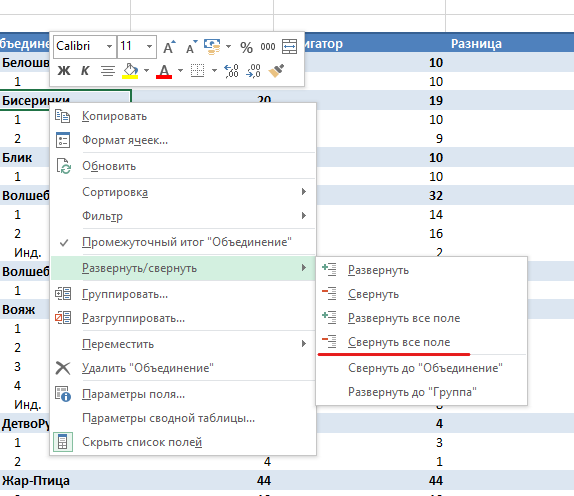 Calibri 11 % 000
Ж К
Разница
Белошв 10
1 10
Бисеринки 20 19
1 10
2 9
Блик 10
1 10
Волшеб 32
1 14
2 16
Инд. 2
Волшеб
1
Вояж
1
2
3
4
Инд.
ДетвоРу 4
1 3
2 4 1
Жар-Птица 44 44
Копировать
Формат ячеек...
Обновить
Сортировка
Фильтр
Промежуточный итог "Объединение"
Развернуть/свернуть
Группировать...
Разгруппировать...
Переместить
Удалить "Объединение"
Параметры поля...
Параметры сводной таблицы...
Скрыть список полей
Развернуть
Свернуть
Развернуть все поле
Свернуть все поле
Свернуть до "Объединение"
Развернуть до "Группа"